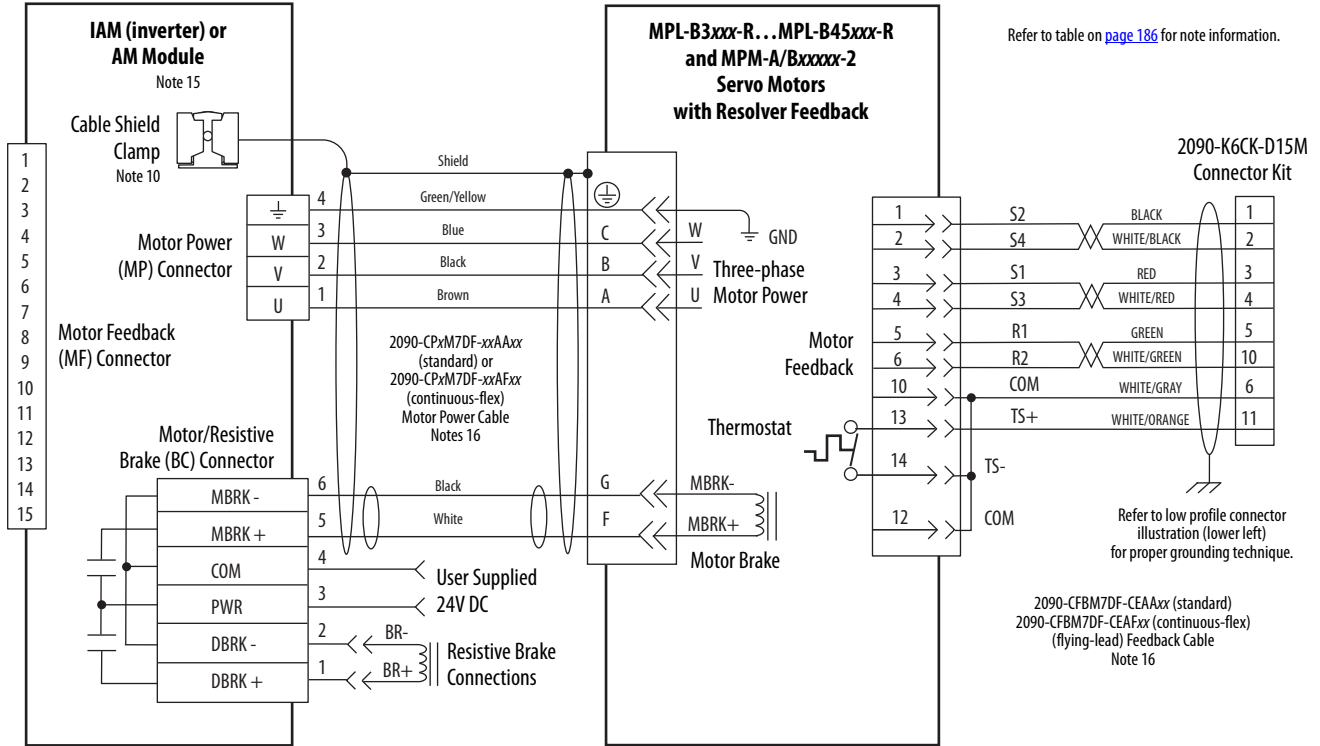 IAM (inverter) or
AM Module
Note 15
Cable Shield
Clamp
Note 10
1
2
3
4
5
6
7
8
9
10
11
12
13
14
15
Motor Feedback
(MF) Connector
Motor Power
(MP) Connector
W
V
U
4
3
2
1
Shield
Green/Yellow
Blue
Black
Brown
2090-CPxM7DF-xxAAxx
(standard) or
2090-CPxM7DF-xxAFxx
(continuous-flex)
Motor Power Cable
Notes 16
Motor/Resistive
Brake (BC) Connector
MBRK -
MBRK +
COM
PWR
DBRK -
DBRK +
6
5
4
3
2
1
Black
White
User Supplied
24V DC
BR-
BR+
Resistive Brake
Connections
MPL-B3xxx-R…MPL-B45xxx-R
and MPM-A/Bxxxxx-2
Servo Motors
with Resolver Feedback
C
B
A
W
V
U
GND
Three-phase
Motor Power
G
F
MBRK-
MBRK+
Motor Brake
Motor
Feedback
Thermostat
1
2
3
4
5
6
10
13
14
12
S2
S4
S1
S3
R1
R2
COM
TS+
TS-
COM
BLACK
WHITE/BLACK
RED
WHITE/RED
GREEN
WHITE/GREEN
WHITE/GRAY
WHITE/ORANGE
Refer to table on page 186 for note information.
2090-K6CK-D15M
Connector Kit
1
2
3
4
5
10
6
11
Refer to low profile connector
illustration (lower left)
for proper grounding technique.
2090-CFBM7DF-CEAAxx (standard)
2090-CFBM7DF-CEAFxx (continuous-flex)
(flying-lead) Feedback Cable
Note 16